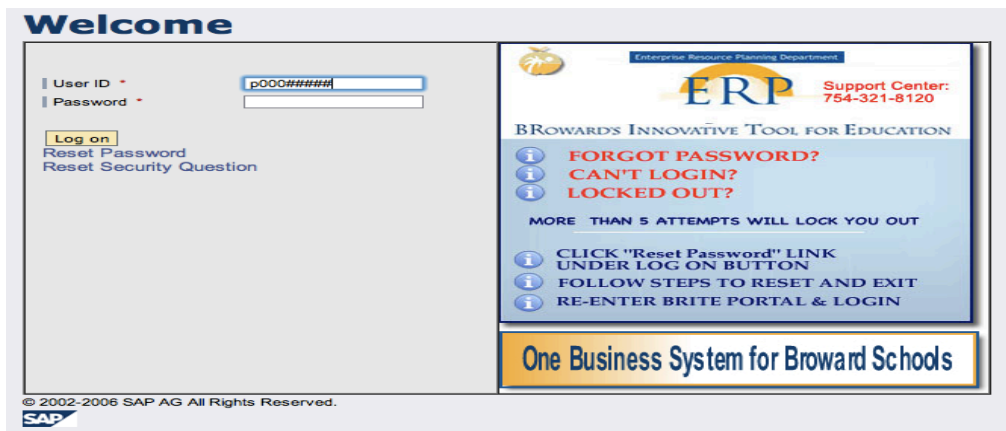 Welcome
User ID *
p000#####
Password *
Log on
Reset Password
Reset Security Question
Enterprise Resource Planning Department
ERP
Support Center:
754-321-8120
BROWARD'S INNOVATIVE TOOL FOR EDUCATION
FORGOT PASSWORD?
CAN'T LOGIN?
LOCKED OUT?
MORE THAN 5 ATTEMPTS WILL LOCK YOU OUT
CLICK "Reset Password" LINK
UNDER LOG ON BUTTON
FOLLOW STEPS TO RESET AND EXIT
RE-ENTER BRITE PORTAL & LOGIN
One Business System for Broward Schools
© 2002-2006 SAP AG All Rights Reserved.
SAP